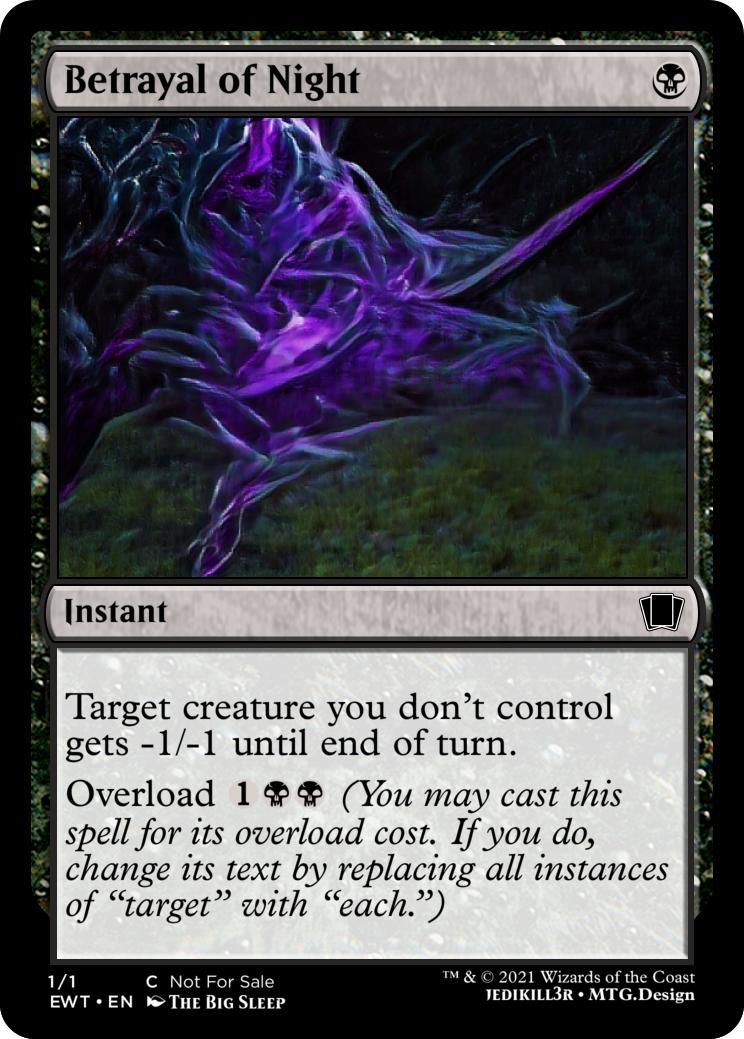 Betrayal of Night
Instant
Target creature you don't control
gets -1/-1 until end of turn.
Overload 1 (You may cast this
spell for its overload cost. If you do,
change its text by replacing all instances
of “target” with “each.”)
1/1 C Not For Sale
EWT • EN The Big Sleep
™ & © 2021 Wizards of the Coast
JEDIKILL3R • MTG.Design